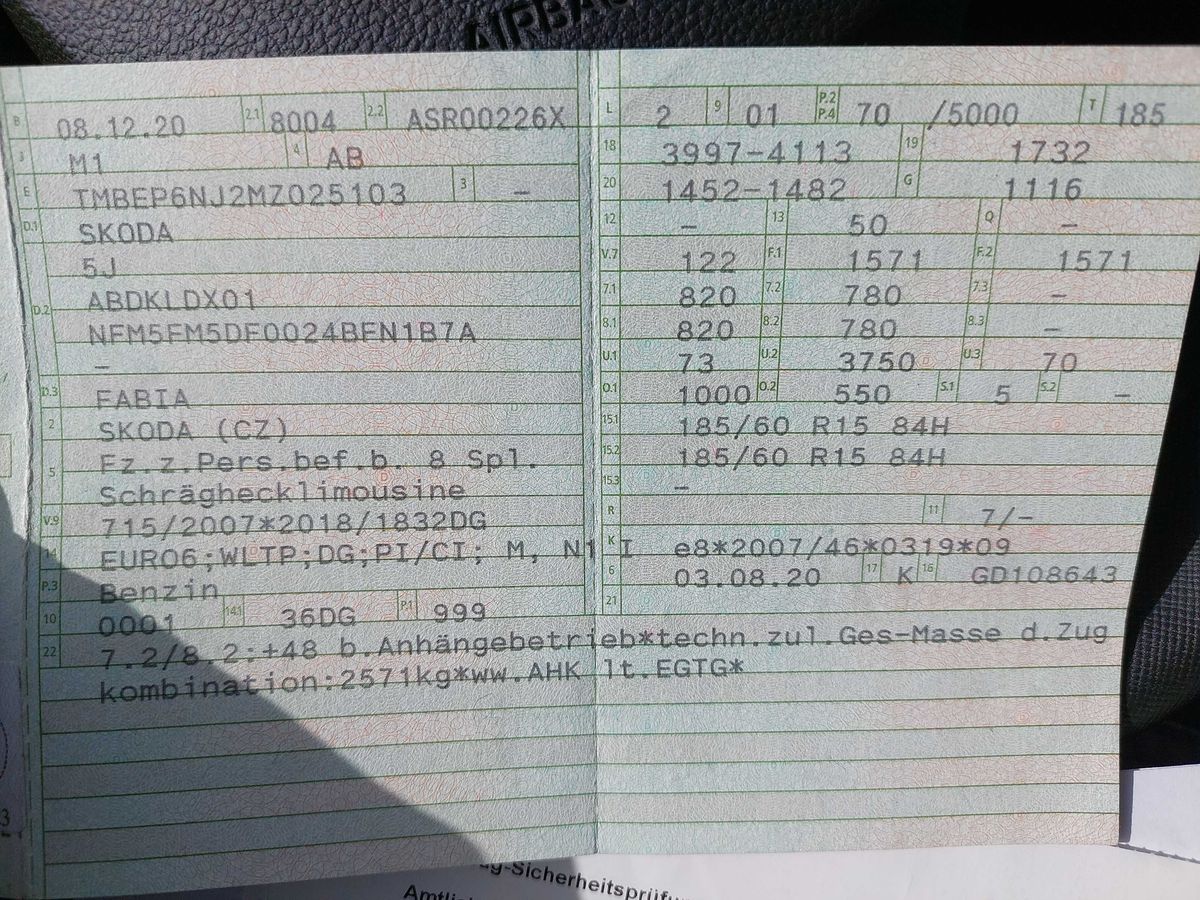 AIRBAG
B 08.12.20 2.1 8004 2.2 ASR00226X
J M1 4 AB
E TMBEP6NJ2MZ025103 3 –
D.1 SKODA
5J
D.2 ABDKLDX01
NFM5FM5DF0024BFN1B7A
–
D.3 FABIA
2 SKODA (CZ)
5 Fz.z.Pers.bef.b. 8 Spl.
Schräghecklimousine
V.9 715/2007*2018/1832DG
14 EURO6;WLTP;DG;PI/CI; M, N1 I
P.3 Benzin
10 0001 14.1 36DG P.1 999
L 2 9 01 P.2 P.4 70 /5000 T 185
18 3997-4113 19 1732
20 1452-1482 G 1116
12 – 13 50 Q –
V.7 122 F.1 1571 F.2 1571
7.1 820 7.2 780 7.3 –
8.1 820 8.2 780 8.3 –
U.1 73 U.2 3750 U.3 70
O.1 1000 O.2 550 S.1 5 S.2 –
15.1 185/60 R15 84H
15.2 185/60 R15 84H
15.3 –
R 11 7/–
K e8*2007/46*0319*09
6 03.08.20 17 K 16 GD108643
21
22 7.2/8.2:+48 b.Anhängebetrieb*techn.zul.Ges-Masse d.Zug
kombination:2571kg*ww.AHK lt.EGTG*
3